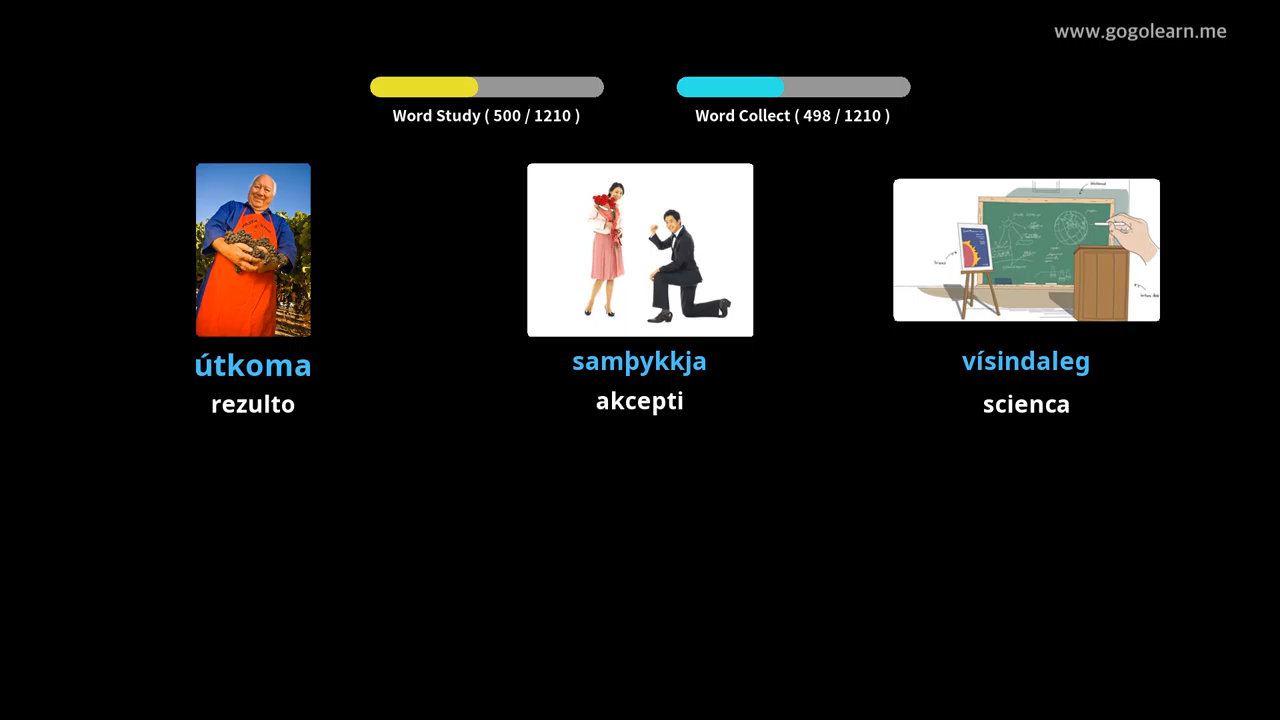 www.gogolearn.me
Word Study ( 500 / 1210 )
Word Collect ( 498 / 1210 )
útkoma
samþykkja
vísindaleg
rezulto
akcepti
scienca